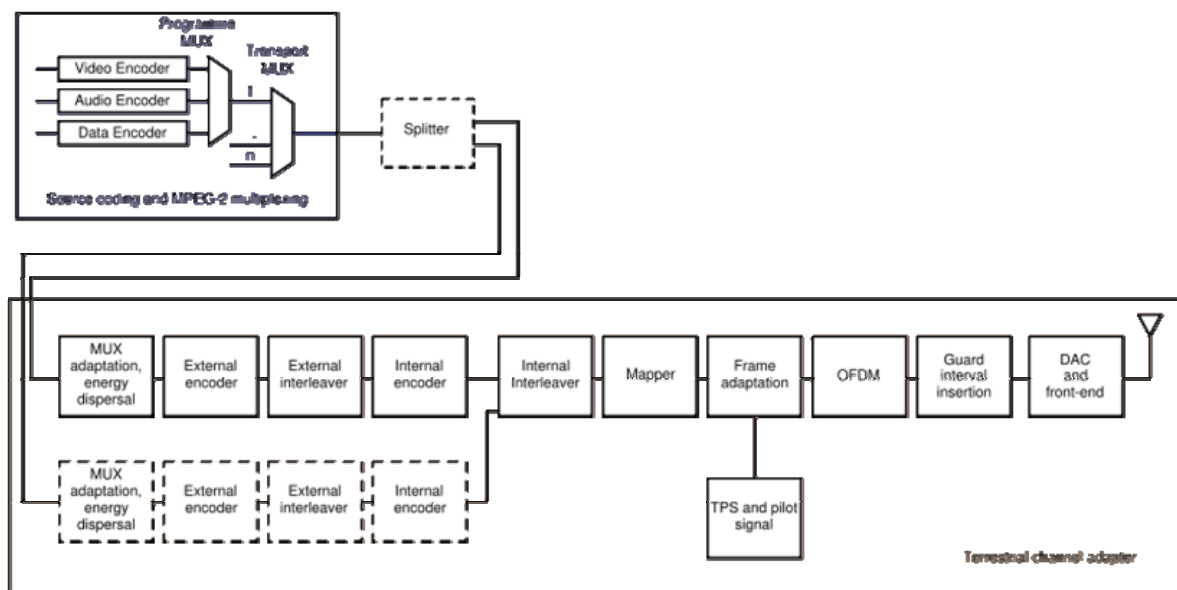 Programme
MUX
Transport
MUX
Video Encoder
Audio Encoder
Data Encoder
1
.
n
Source coding and MPEG-2 multiplexing
Splitter
MUX
adaptation,
energy
dispersal
External
encoder
External
interleaver
Internal
encoder
Internal
Interleaver
Mapper
Frame
adaptation
OFDM
Guard
interval
insertion
DAC
and
front-end
MUX
adaptation,
energy
dispersal
External
encoder
External
interleaver
Internal
encoder
TPS and pilot
signal
Terrestrial channel adapter